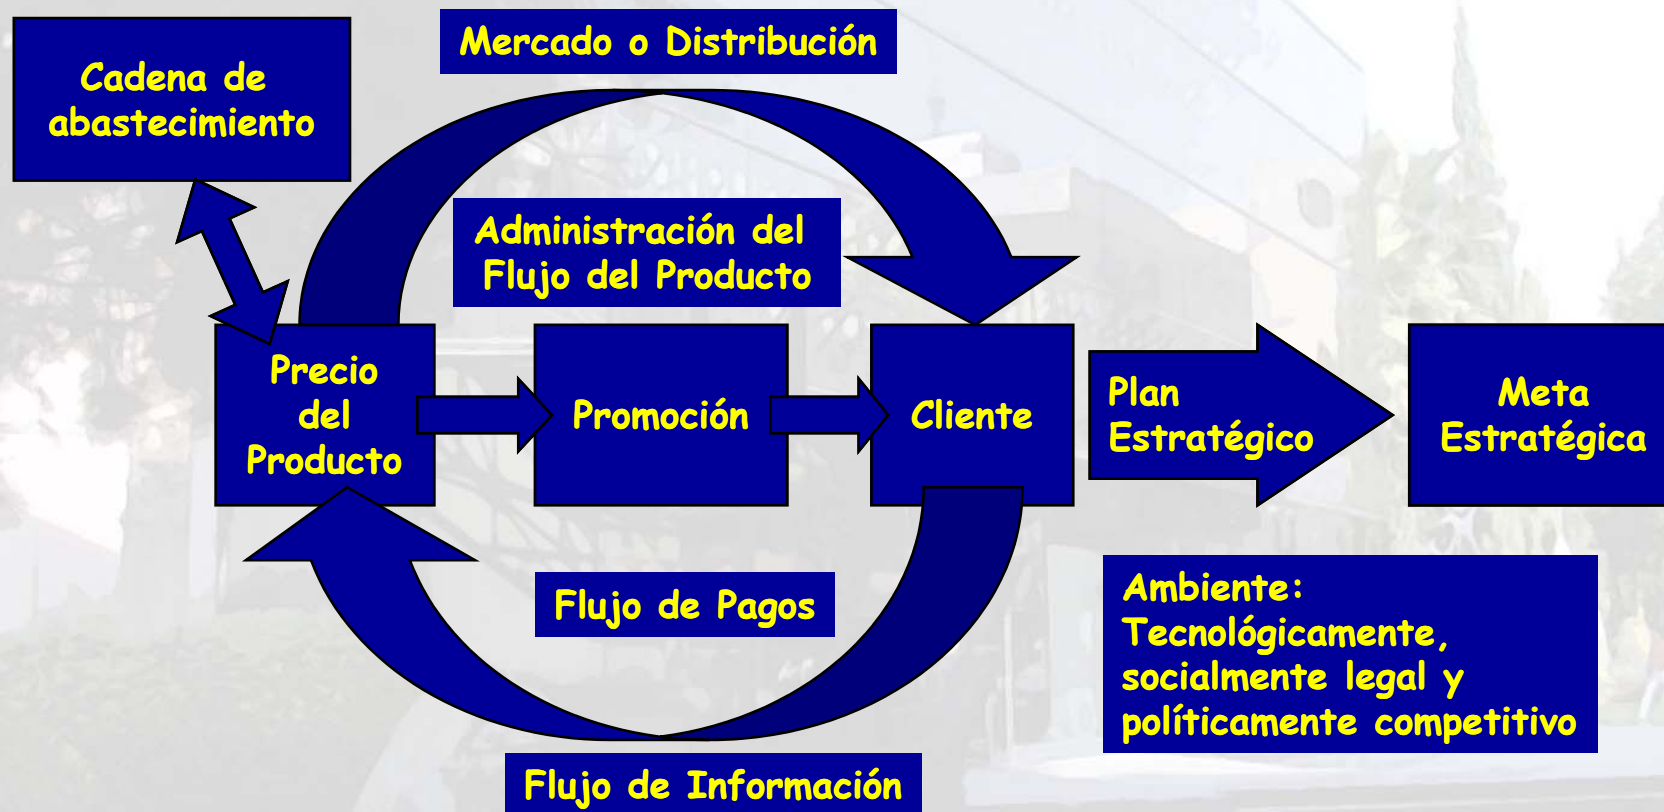 Mercado o Distribución
Cadena de
abastecimiento
Administración del
Flujo del Producto
Precio
del
Producto
Promoción
Cliente
Plan
Estratégico
Meta
Estratégica
Flujo de Pagos
Ambiente:
Tecnológicamente,
socialmente legal y
políticamente competitivo
Flujo de Información